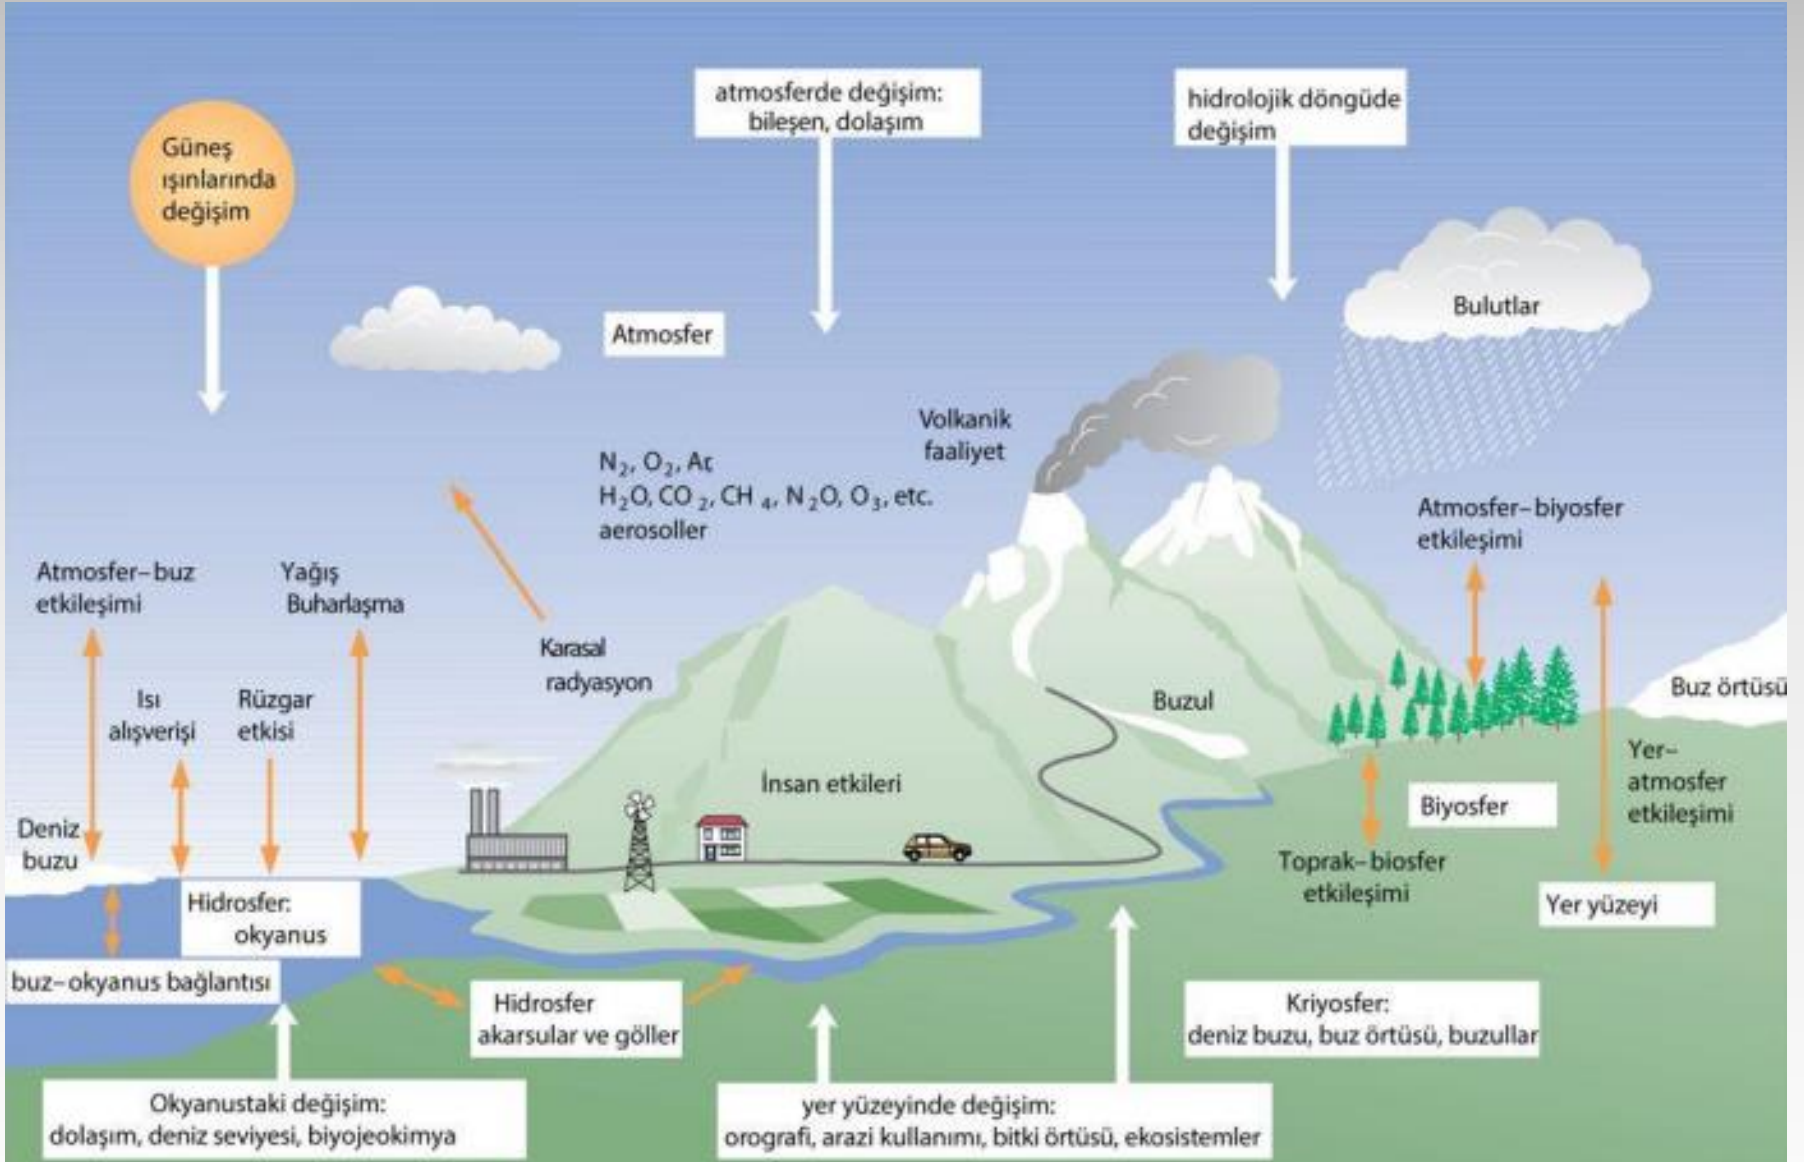 atmosferde değişim:
bileşen, dolaşım
hidrolojik döngüde
değişim
Güneş
ışınlarında
değişim
Bulutlar
Atmosfer
Volkanik
faaliyet
N₂, O₂, Ar
H₂O, CO₂, CH₄, N₂O, O₃, etc.
aerosoller
Atmosfer–biyosfer
etkileşimi
Atmosfer–buz
etkileşimi
Yağış
Buharlaşma
Karasal
radyasyon
Isı
alışverişi
Rüzgar
etkisi
Buzul
Buz örtüsü
İnsan etkileri
Yer–
atmosfer
etkileşimi
Biyosfer
Deniz
buzu
Toprak–biosfer
etkileşimi
Hidrosfer:
okyanus
Yer yüzeyi
buz–okyanus bağlantısı
Hidrosfer
akarsular ve göller
Kriyosfer:
deniz buzu, buz örtüsü, buzullar
Okyanustaki değişim:
dolaşım, deniz seviyesi, biyojeokimya
yer yüzeyinde değişim:
orografi, arazi kullanımı, bitki örtüsü, ekosistemler